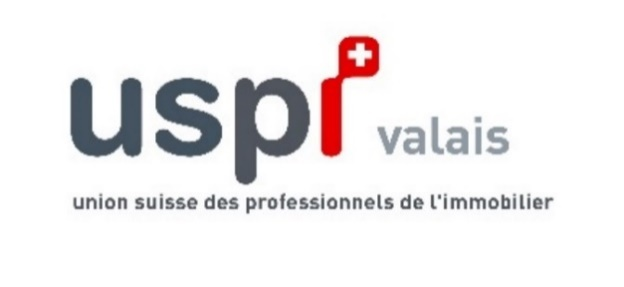 uspi valais
union suisse des professionnels de l'immobilier